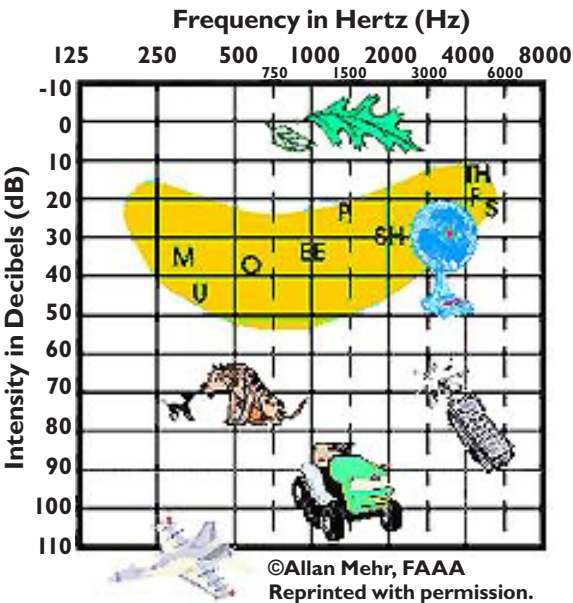 Frequency in Hertz (Hz)
125 250 500 1000 2000 4000 8000
750 1500 3000 6000
Intensity in Decibels (dB)
-10
0
10
TH
20
P F S
30
SH
M O EE
40
U
50
60
70
80
90
100
110
©Allan Mehr, FAAA
Reprinted with permission.